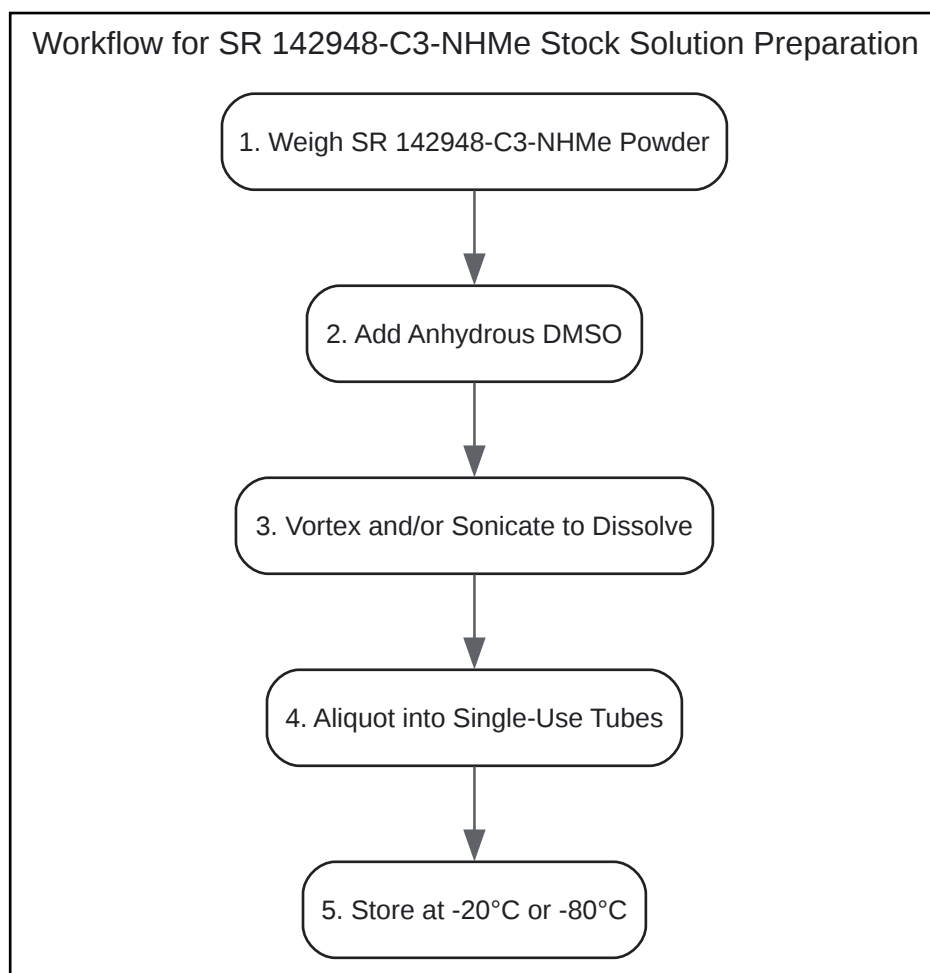 Workflow for SR 142948-C3-NHMe Stock Solution Preparation
1. Weigh SR 142948-C3-NHMe Powder
2. Add Anhydrous DMSO
3. Vortex and/or Sonicate to Dissolve
4. Aliquot into Single-Use Tubes
5. Store at -20°C or -80°C